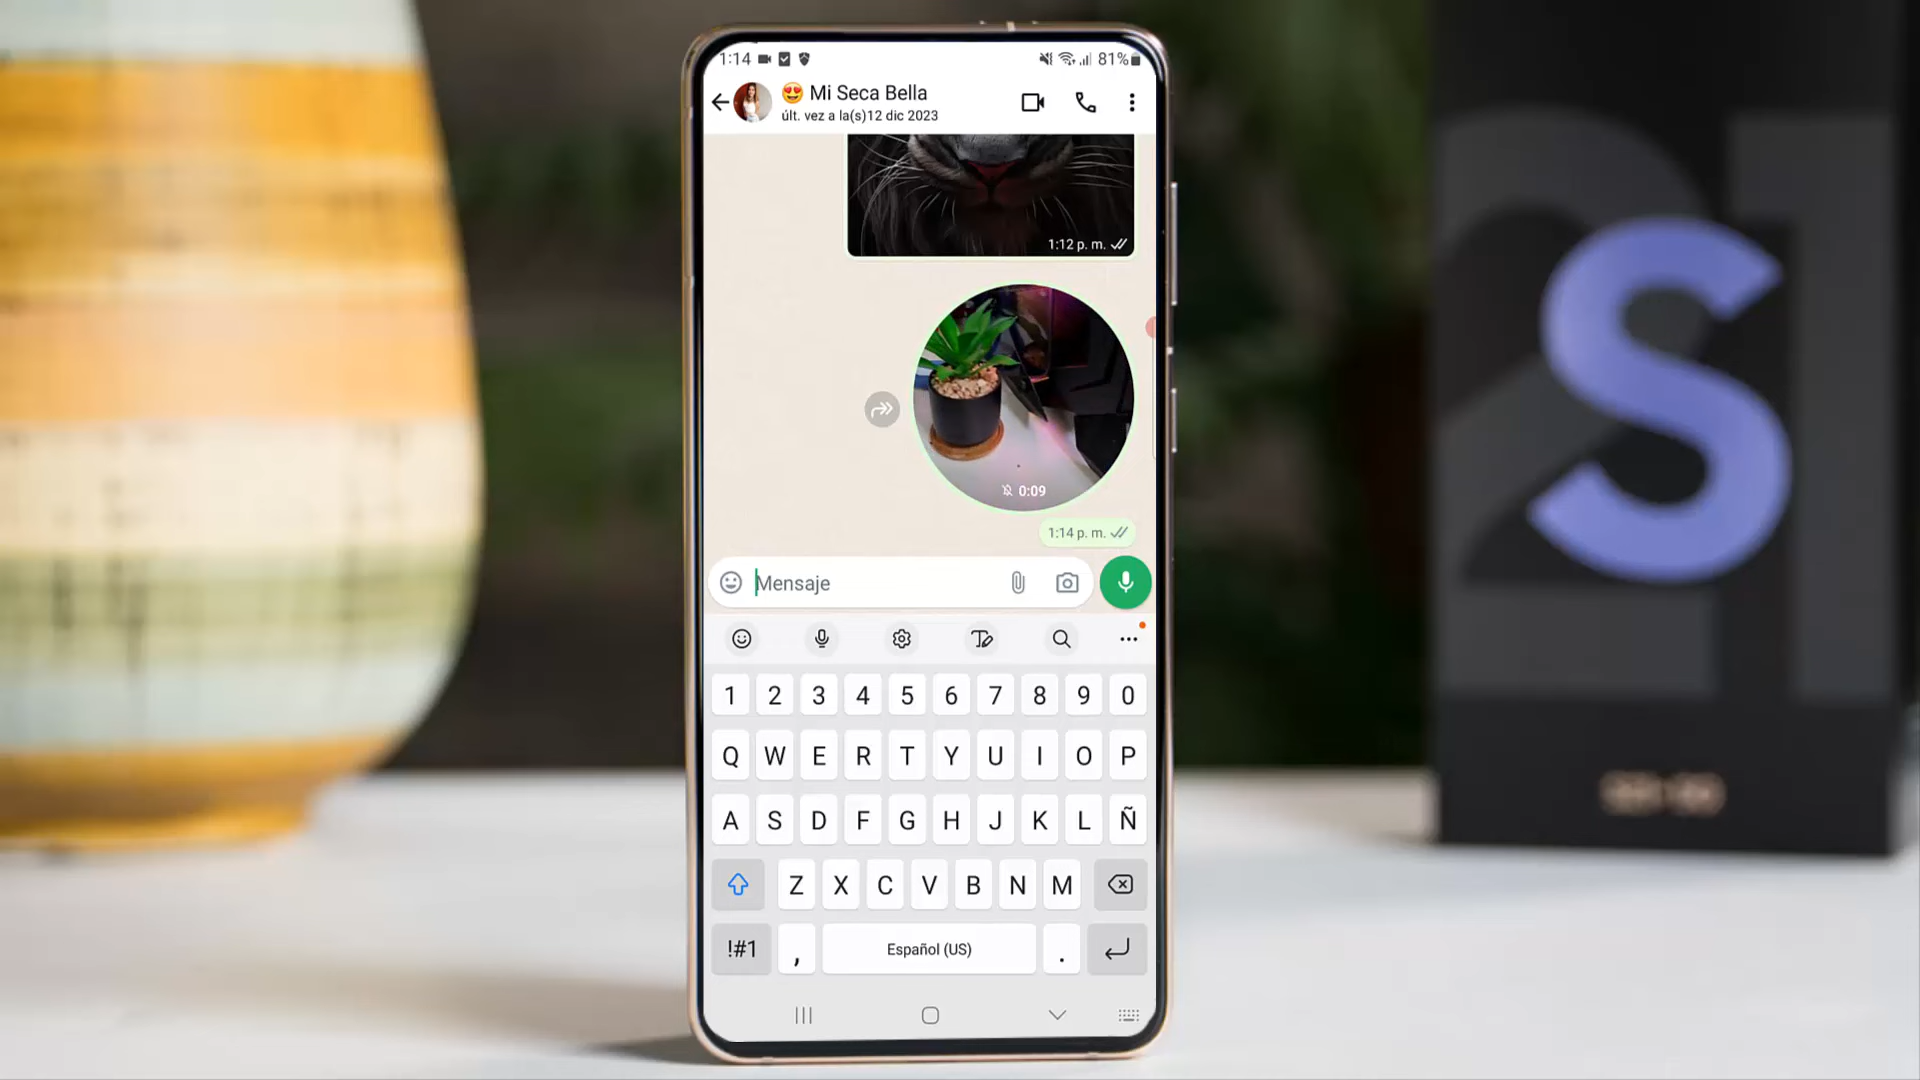 1:14
81%
😍 Mi Seca Bella
últ. vez a la(s)12 dic 2023
1:12 p. m.
0:09
1:14 p. m.
Mensaje
1 2 3 4 5 6 7 8 9 0
Q W E R T Y U I O P
A S D F G H J K L Ñ
Z X C V B N M
!#1 , Español (US) .
S
21